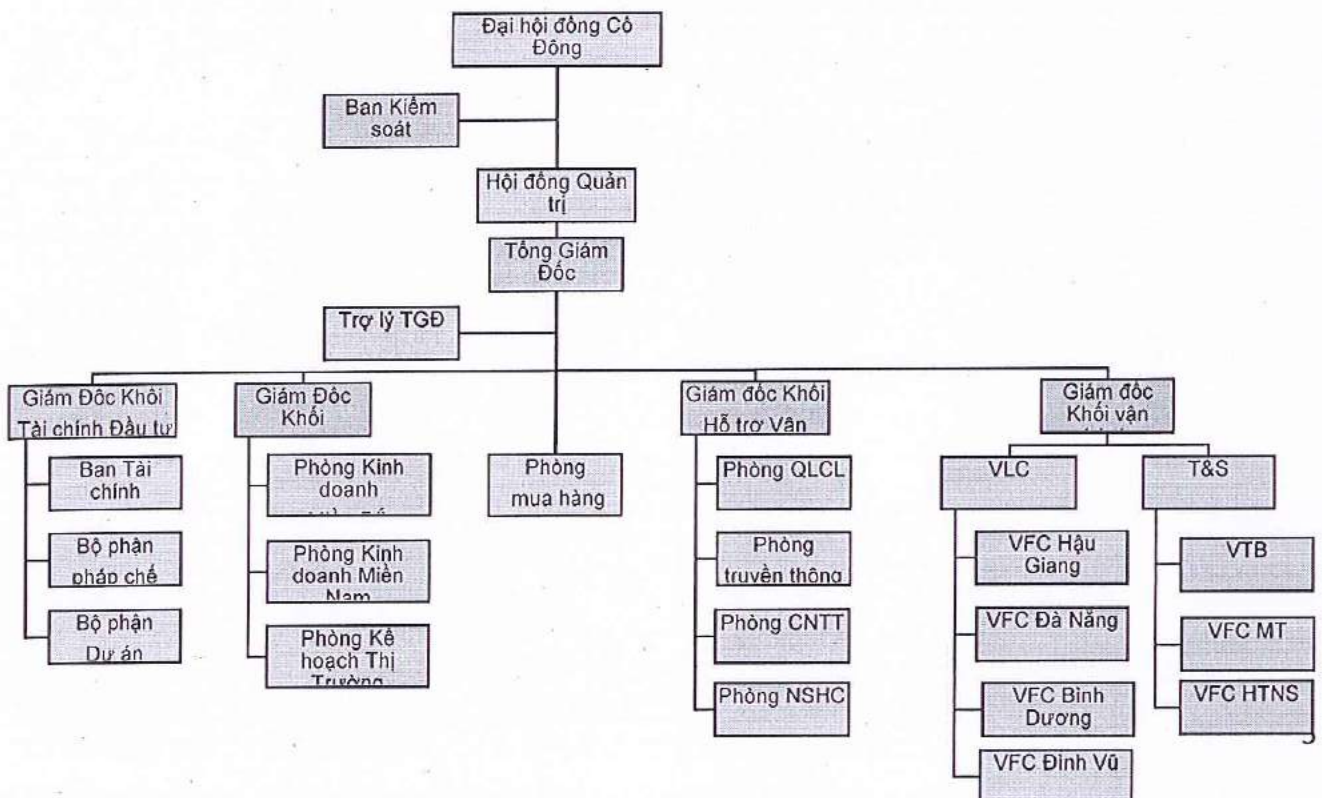 Đại hội đồng Cổ
Đông
Ban Kiểm
soát
Hội đồng Quản
trị
Tổng Giám
Đốc
Trợ lý TGĐ
Giám Đốc Khối
Tài chính Đầu tư
Giám Đốc
Khối
Giám đốc Khối
Hỗ trợ Vận
Giám đốc
Khối vận
Ban Tài
chính
Bộ phận
pháp chế
Bộ phận
Dự án
Phòng Kinh
doanh
Phòng Kinh
doanh Miền
Nam
Phòng Kế
hoạch Thị
Trường
Phòng
mua hàng
Phòng QLCL
Phòng
truyền thông
Phòng CNTT
Phòng NSHC
VLC
VFC Hậu
Giang
VFC Đà Nẵng
VFC Bình
Dương
VFC Đình Vũ
T&S
VTB
VFC MT
VFC HTNS